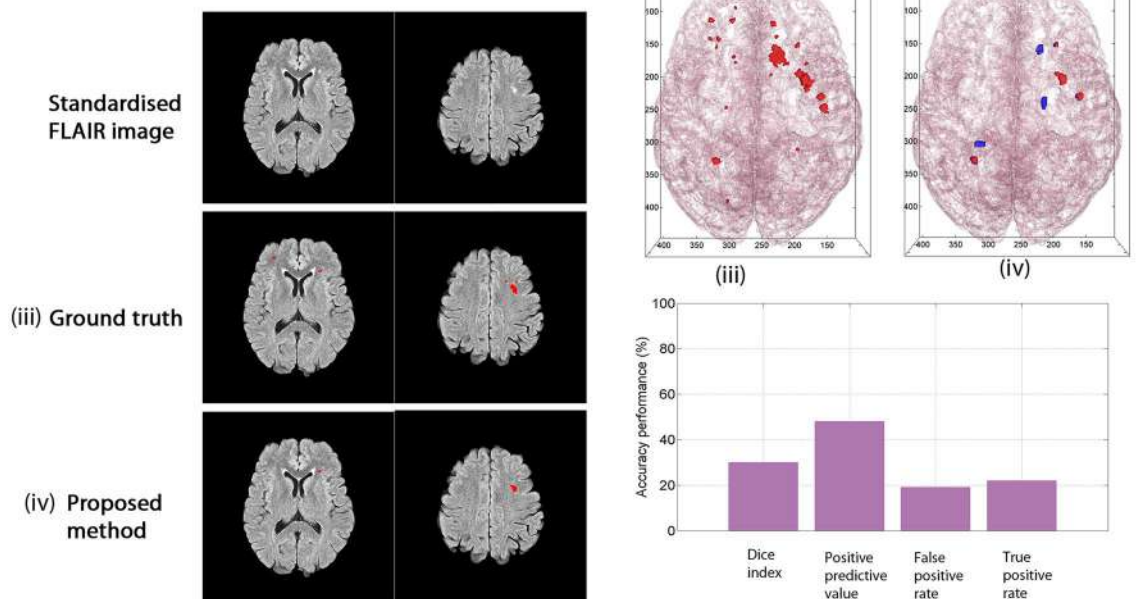 Standardised
FLAIR image
(iii) Ground truth
(iv) Proposed
method
100
150
200
250
300
350
400
400 350 300 250 200 150
(iii)
100
150
200
250
300
350
400
400 350 300 250 200 150
(iv)
Accuracy performance (%)
100
80
60
40
20
0
Dice
index
Positive
predictive
value
False
positive
rate
True
positive
rate